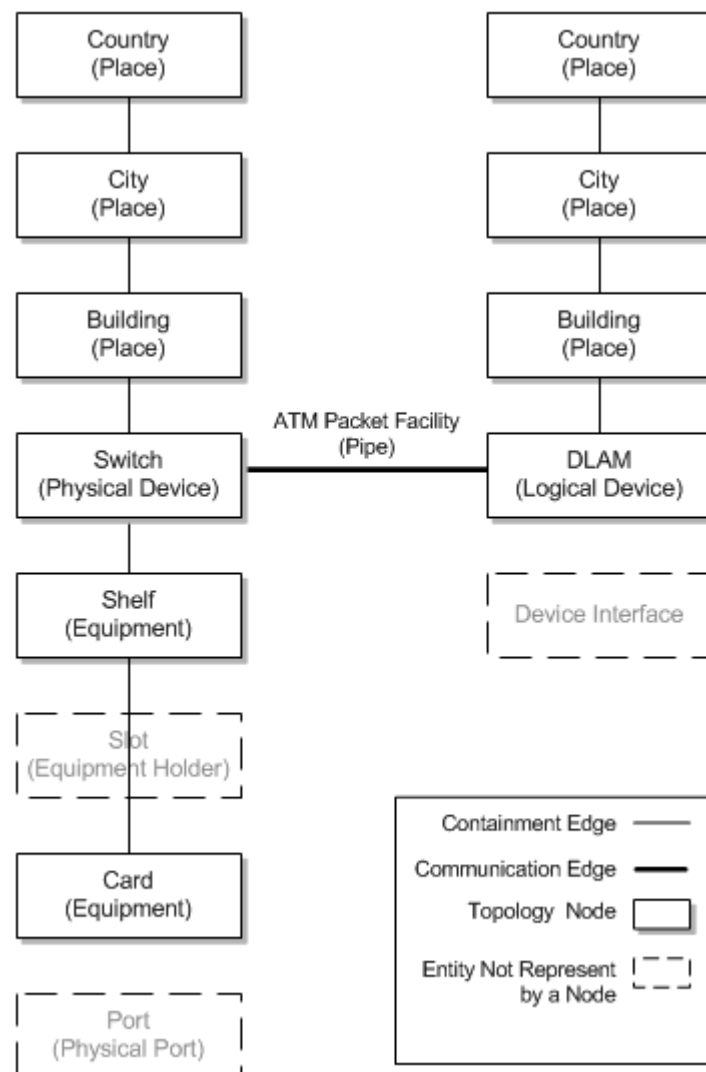 Country
(Place)
City
(Place)
Building
(Place)
Switch
(Physical Device)
Shelf
(Equipment)
Slot
(Equipment Holder)
Card
(Equipment)
Port
(Physical Port)
ATM Packet Facility
(Pipe)
Country
(Place)
City
(Place)
Building
(Place)
DLAM
(Logical Device)
Device Interface
Containment Edge
Communication Edge
Topology Node
Entity Not Represent
by a Node